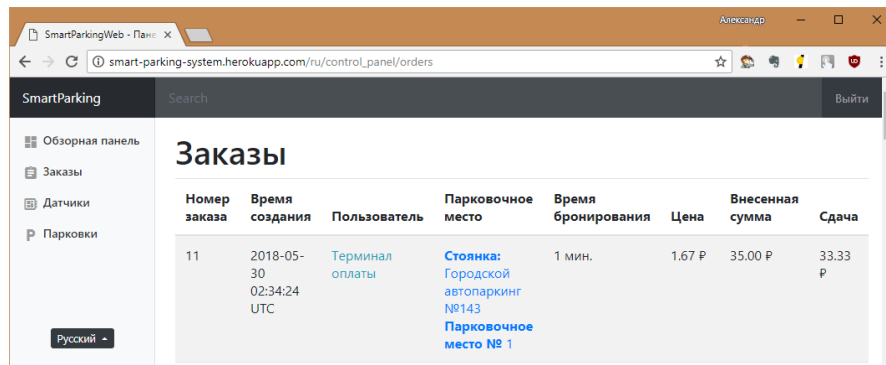 Александр
SmartParkingWeb - Пане
smart-parking-system.herokuapp.com/ru/control_panel/orders
SmartParking
Search
Выйти
Обзорная панель
Заказы
Датчики
Парковки
Русский
Заказы
Номер заказа
Время создания
Пользователь
Парковочное место
Время бронирования
Цена
Внесенная сумма
Сдача
11
2018-05-
30
02:34:24
UTC
Терминал
оплаты
Стоянка:
Городской
автопаркинг
№143
Парковочное
место № 1
1 мин.
1.67 ₽
35.00 ₽
33.33
₽